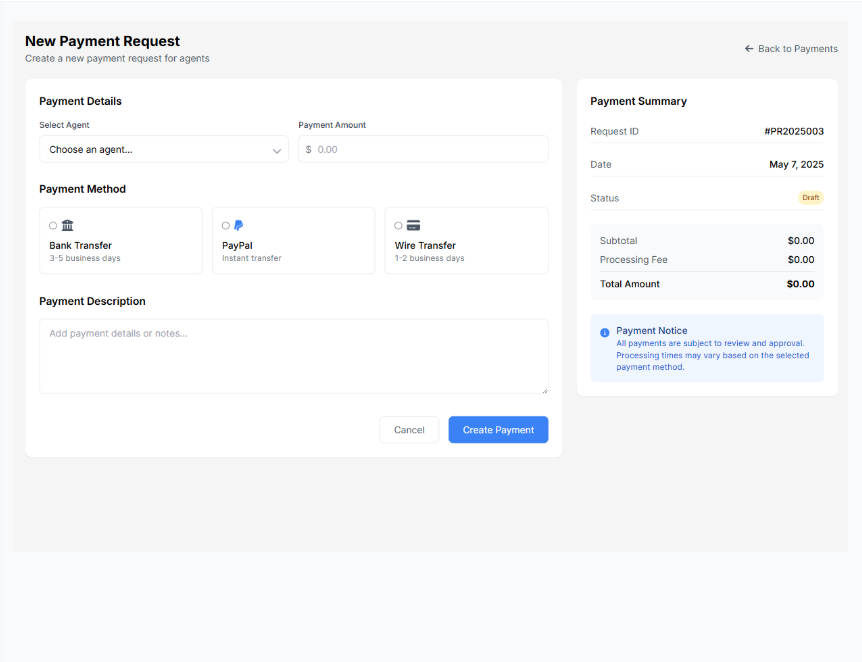 New Payment Request
Create a new payment request for agents
← Back to Payments
Payment Details
Select Agent
Choose an agent...
Payment Amount
$ 0.00
Payment Method
Bank Transfer
3-5 business days
PayPal
Instant transfer
Wire Transfer
1-2 business days
Payment Description
Add payment details or notes...
Cancel
Create Payment
Payment Summary
Request ID #PR2025003
Date May 7, 2025
Status Draft
Subtotal $0.00
Processing Fee $0.00
Total Amount $0.00
Payment Notice
All payments are subject to review and approval.
Processing times may vary based on the selected
payment method.